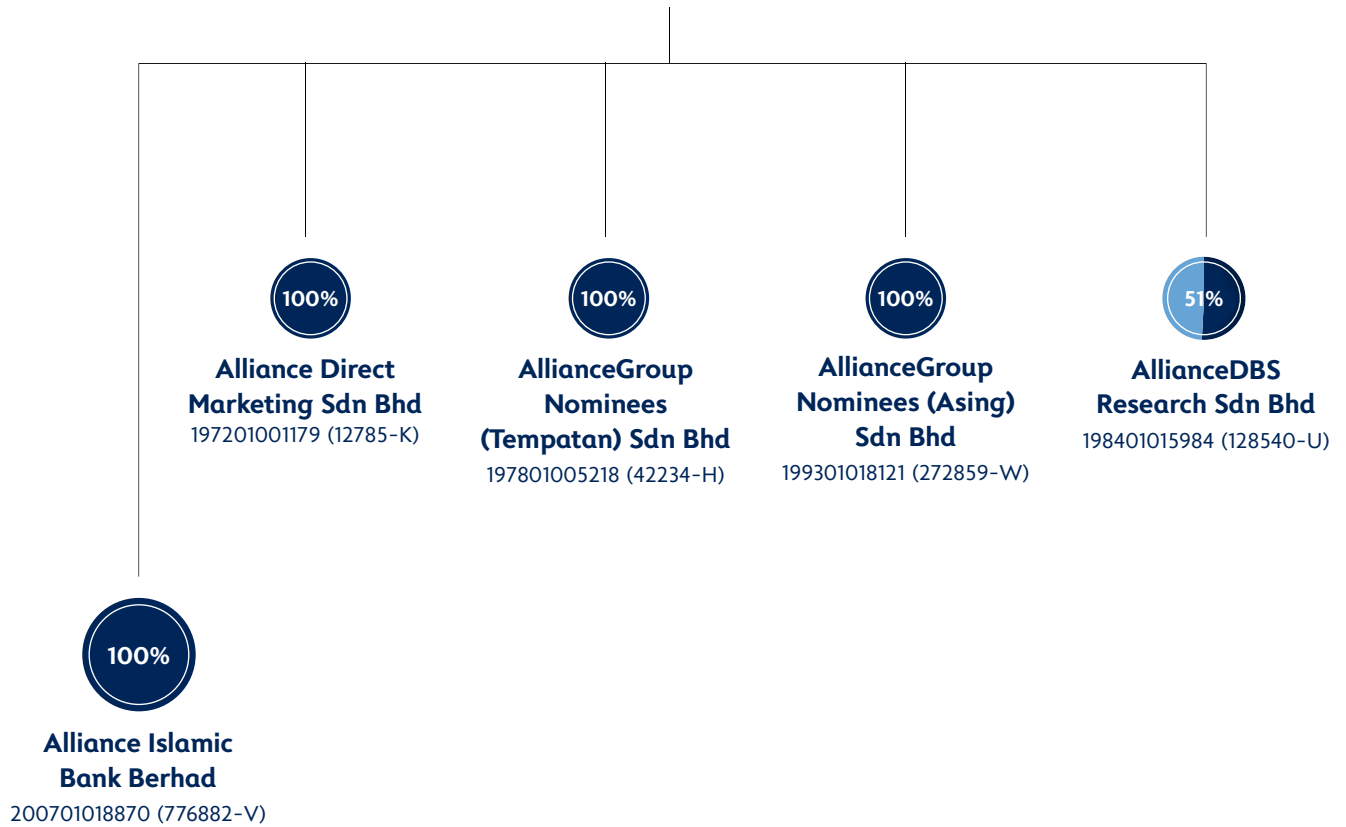 100%
Alliance Direct
Marketing Sdn Bhd
197201001179 (12785-K)
100%
AllianceGroup
Nominees
(Tempatan) Sdn Bhd
197801005218 (42234-H)
100%
AllianceGroup
Nominees (Asing)
Sdn Bhd
199301018121 (272859-W)
51%
AllianceDBS
Research Sdn Bhd
198401015984 (128540-U)
100%
Alliance Islamic
Bank Berhad
200701018870 (776882-V)